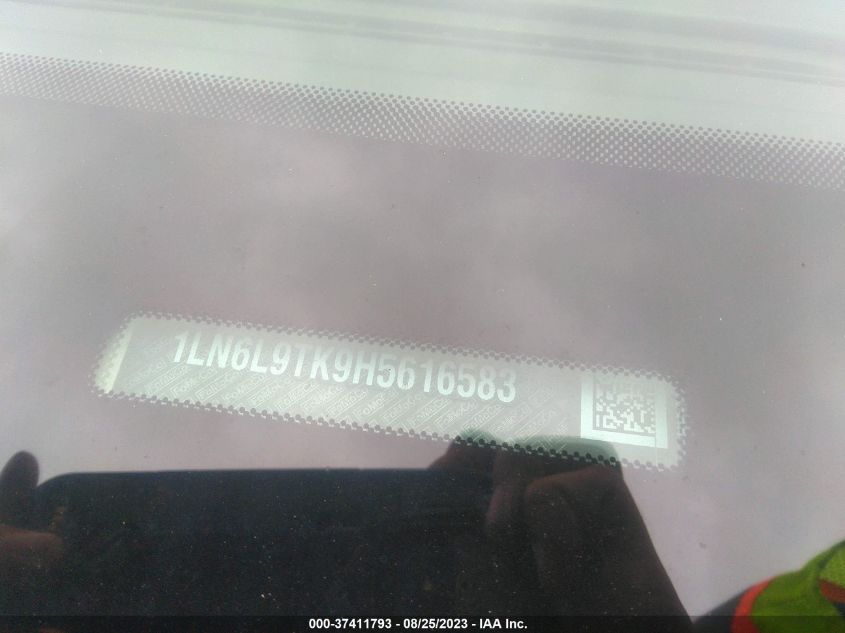 1LN6L9TK9H5616583
000-37411793 - 08/25/2023 - IAA Inc.